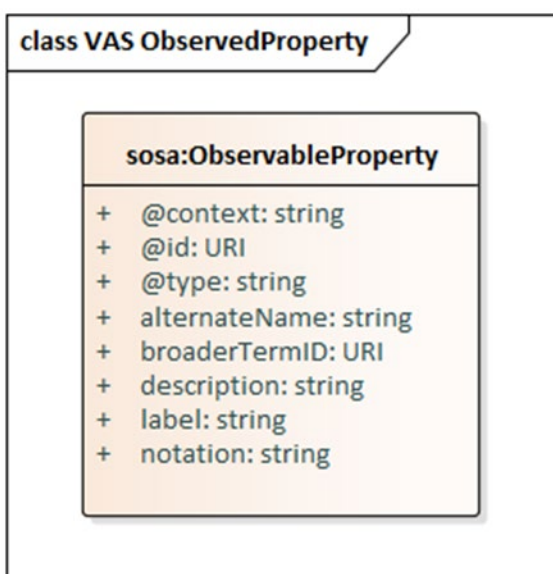 class VAS ObservedProperty
sosa:ObservableProperty
+ @context: string
+ @id: URI
+ @type: string
+ alternateName: string
+ broaderTermID: URI
+ description: string
+ label: string
+ notation: string